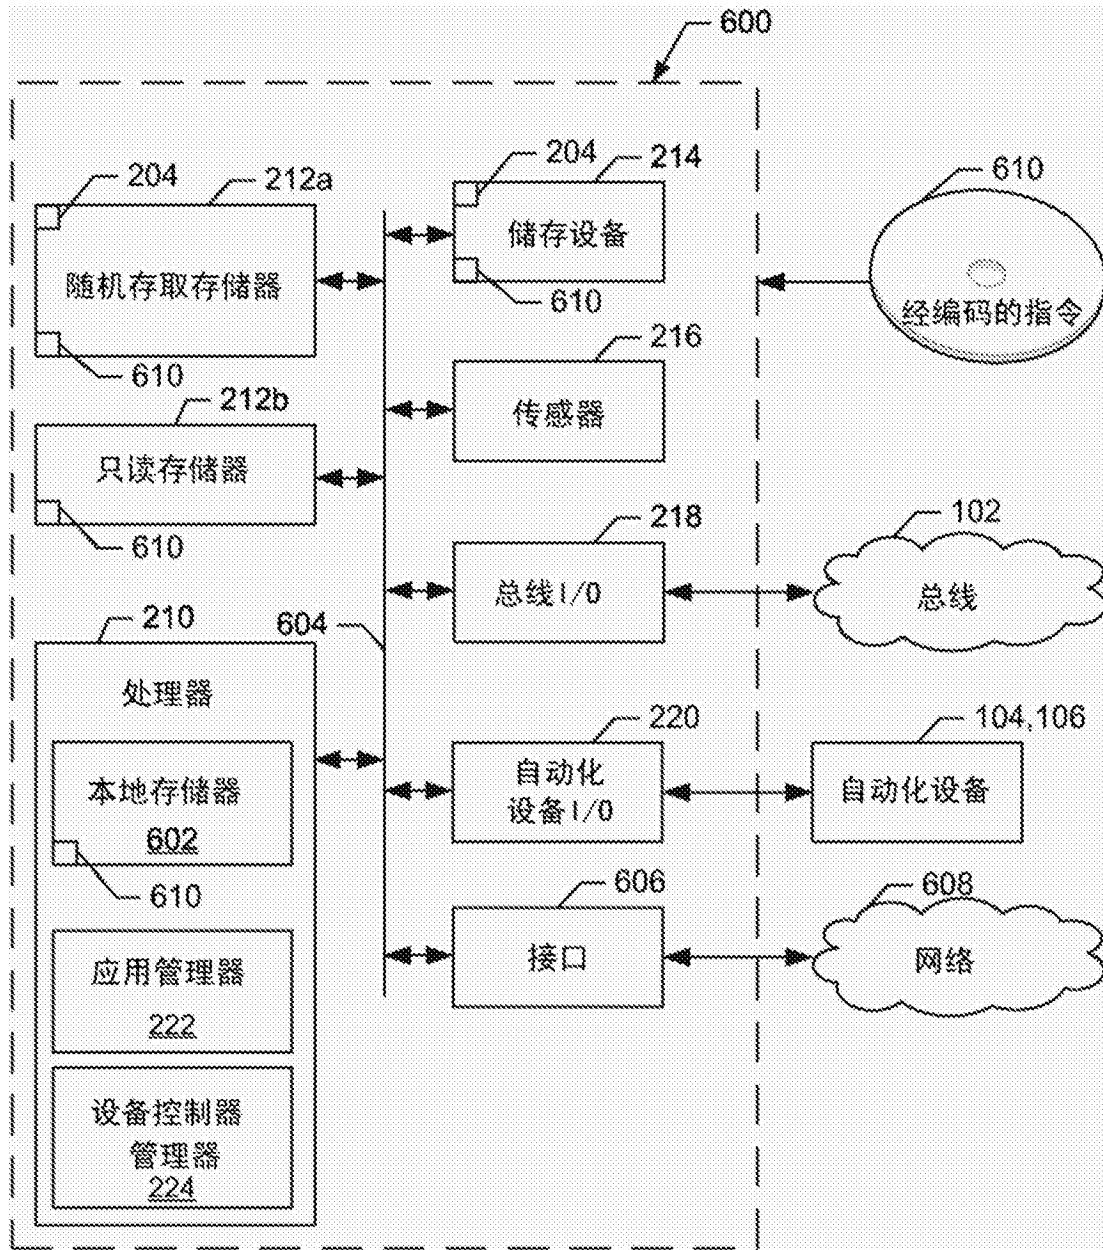 600
204
212a
随机存取存储器
610
212b
只读存储器
610
210
处理器
本地存储器
602
610
应用管理器
222
设备控制器
管理器
224
604
204
214
储存设备
610
216
传感器
218
总线I/O
220
自动化
设备I/O
606
接口
610
经编码的指令
102
总线
104,106
自动化设备
608
网络